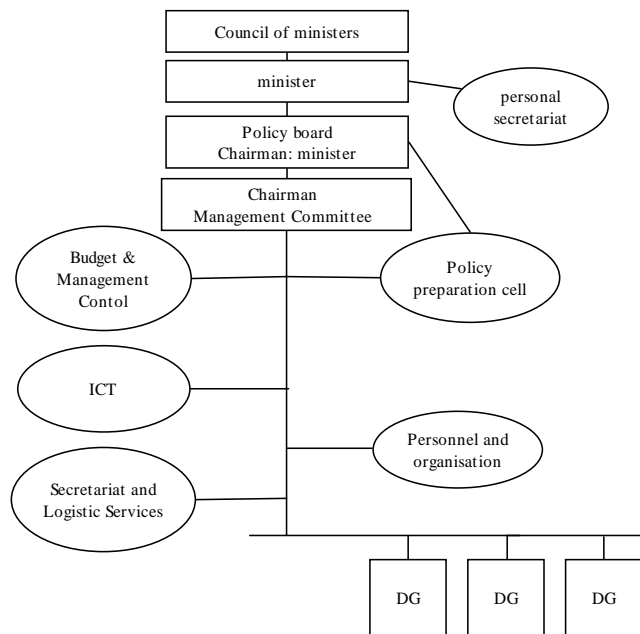 Council of ministers
minister
personal
secretariat
Policy board
Chairman: minister
Chairman
Management Committee
Budget &
Management
Contol
Policy
preparation cell
ICT
Personnel and
organisation
Secretariat and
Logistic Services
DG
DG
DG